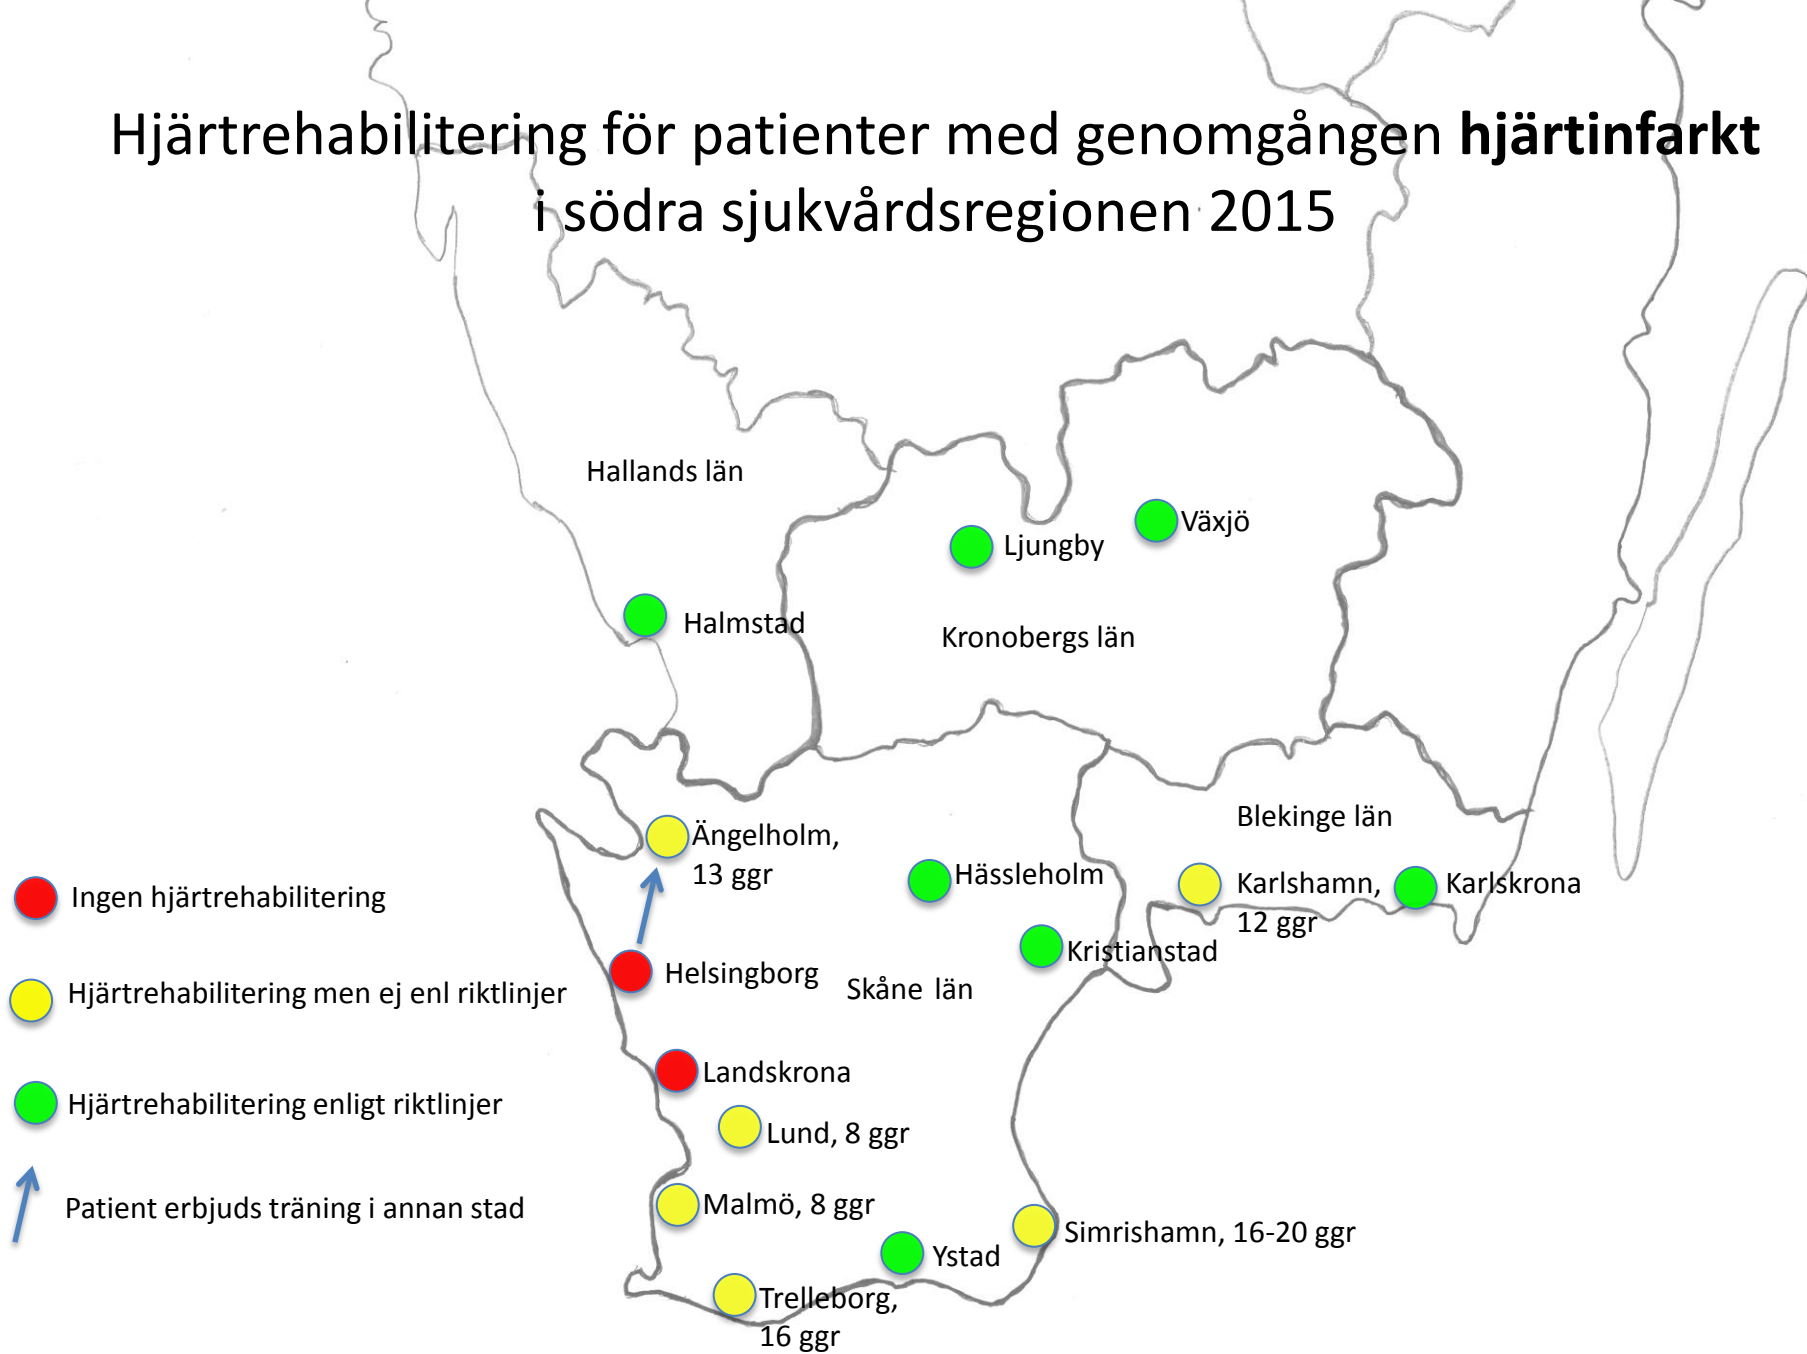 Hjärtrehabilitering för patienter med genomgången hjärtinfarkt
i södra sjukvårdsregionen 2015
Hallands län
Växjö
Ljungby
Halmstad
Kronobergs län
Blekinge län
Ängelholm,
13 ggr
Hässleholm
Karlshamn,
12 ggr
Karlskrona
Ingen hjärtrehabilitering
Kristianstad
Helsingborg
Skåne län
Hjärtrehabilitering men ej enl riktlinjer
Landskrona
Hjärtrehabilitering enligt riktlinjer
Lund, 8 ggr
Patient erbjuds träning i annan stad
Malmö, 8 ggr
Simrishamn, 16-20 ggr
Ystad
Trelleborg,
16 ggr